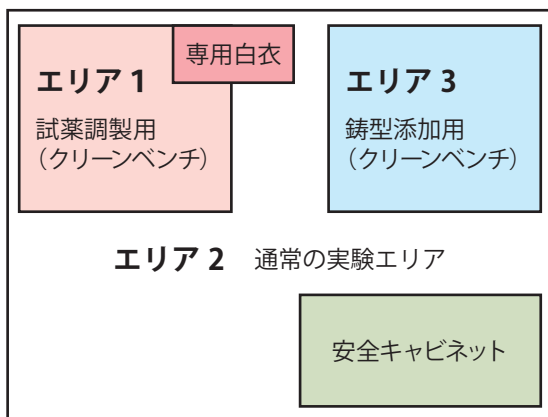 エリア 1
専用白衣
試薬調製用
（クリーンベンチ）
エリア 3
鋳型添加用
（クリーンベンチ）
エリア 2 通常の実験エリア
安全キャビネット